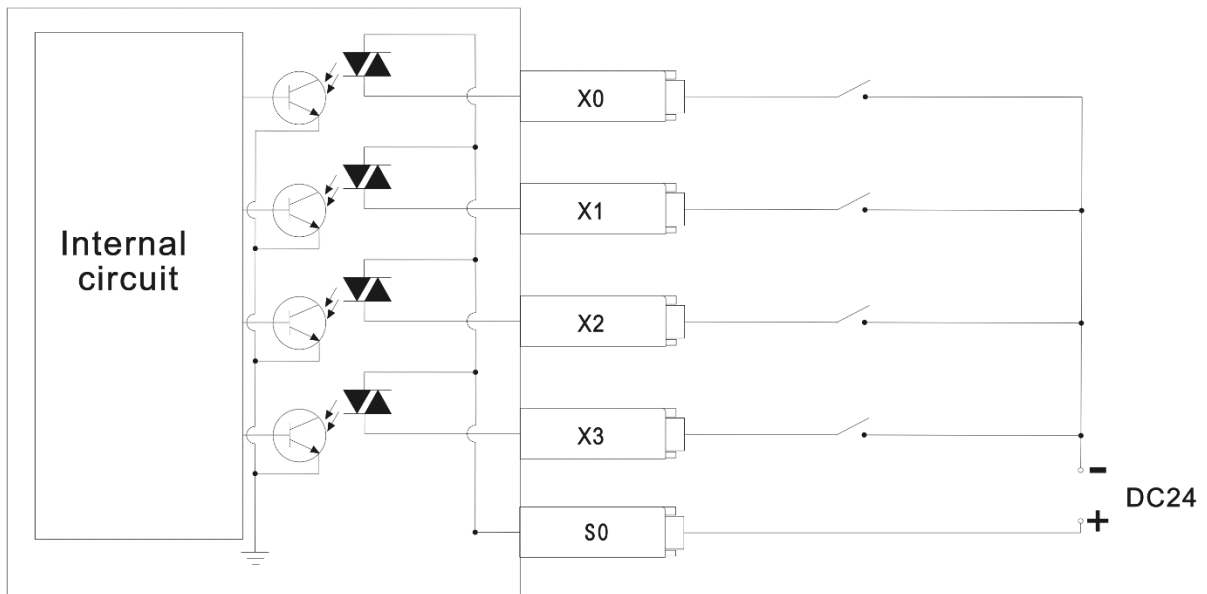 X0
X1
Internal
circuit
X2
X3
-
DC24
S0
+